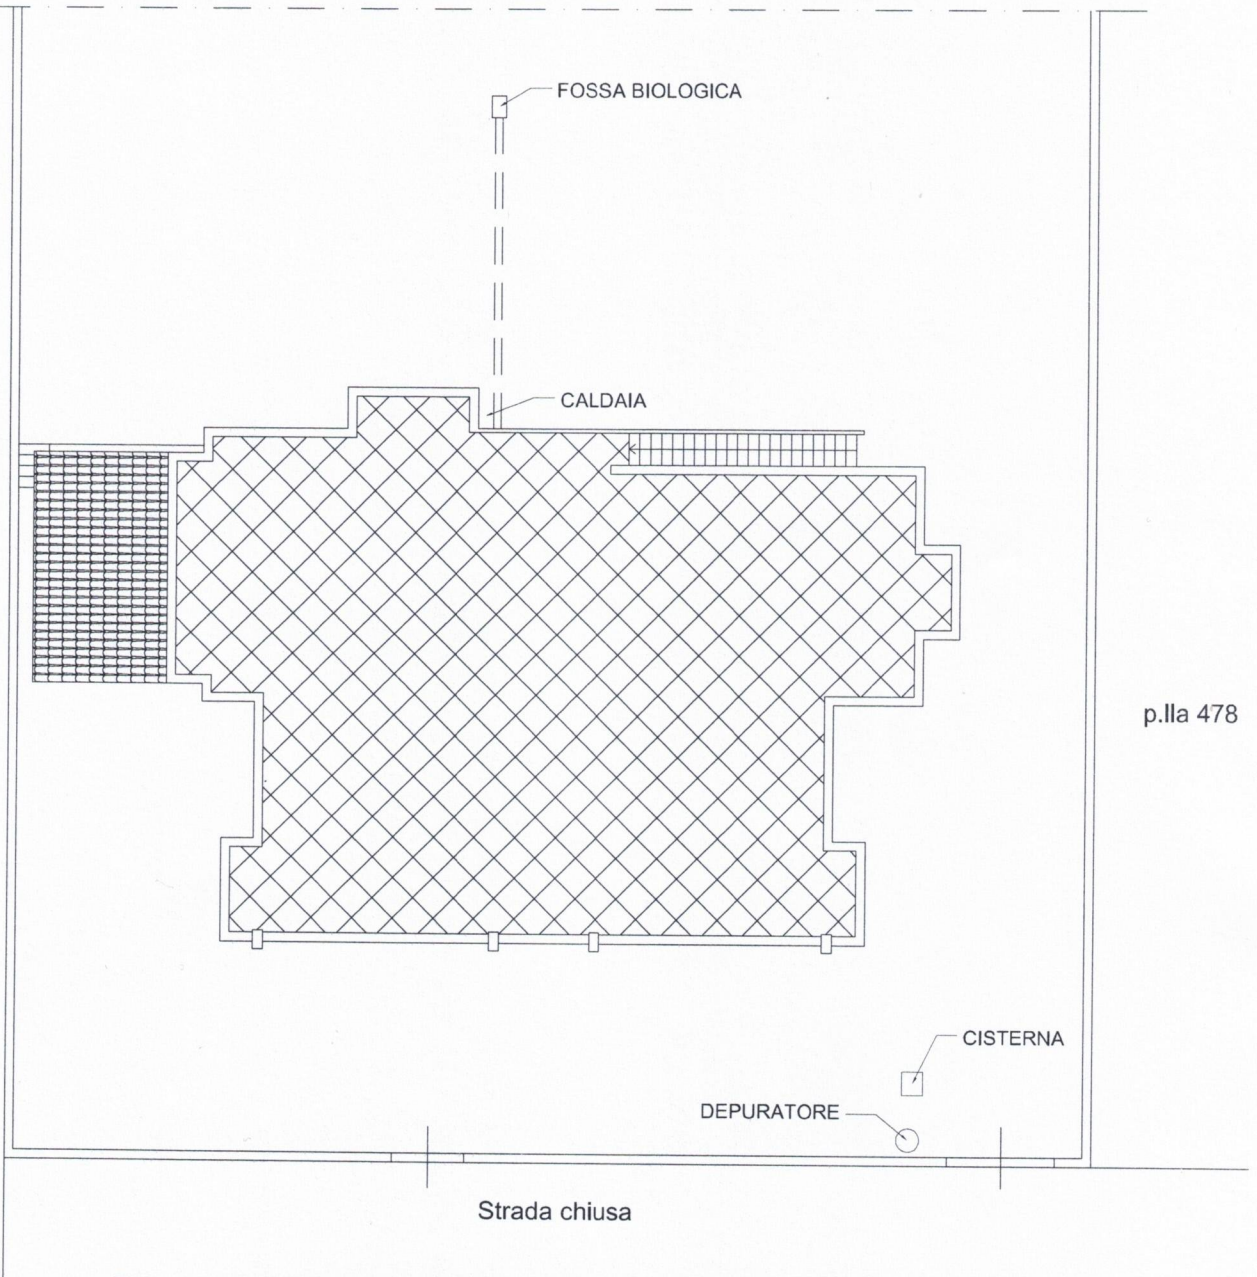 FOSSA BIOLOGICA
CALDAIA
p.lla 478
CISTERNA
DEPURATORE
Strada chiusa